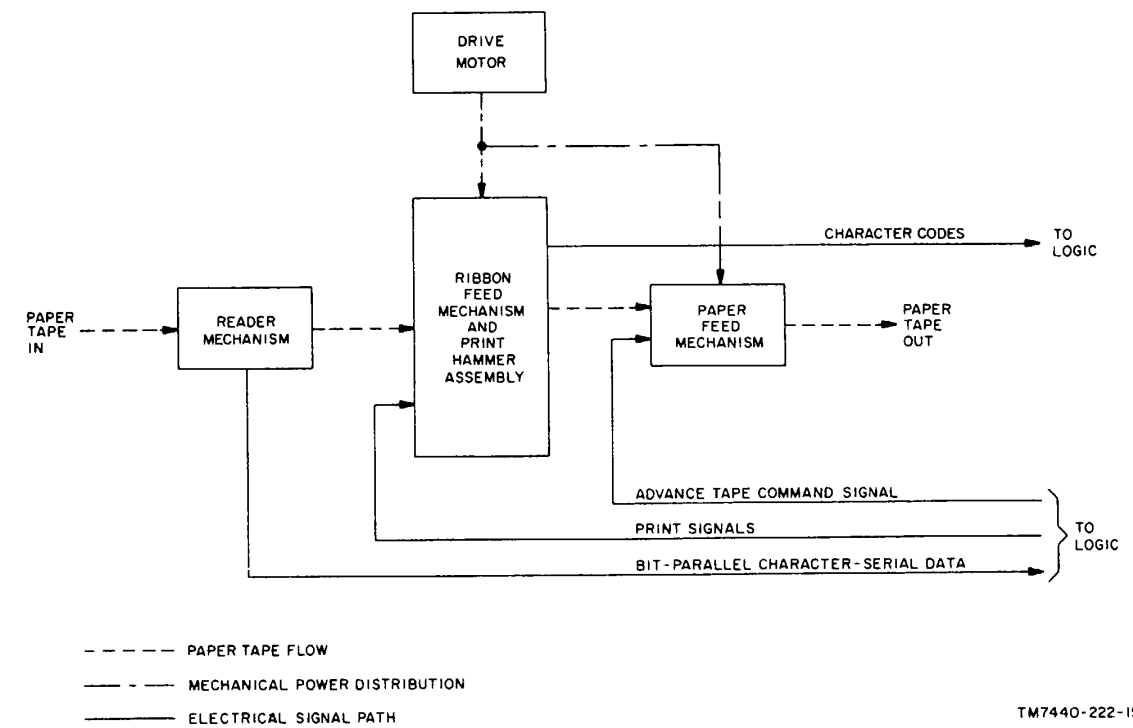 DRIVE
MOTOR
CHARACTER CODES
TO
LOGIC
RIBBON
FEED
MECHANISM
AND
PRINT
HAMMER
ASSEMBLY
PAPER
TAPE
IN
READER
MECHANISM
PAPER
FEED
MECHANISM
PAPER
TAPE
OUT
ADVANCE TAPE COMMAND SIGNAL
PRINT SIGNALS
BIT-PARALLEL CHARACTER-SERIAL DATA
TO
LOGIC
PAPER TAPE FLOW
MECHANICAL POWER DISTRIBUTION
ELECTRICAL SIGNAL PATH